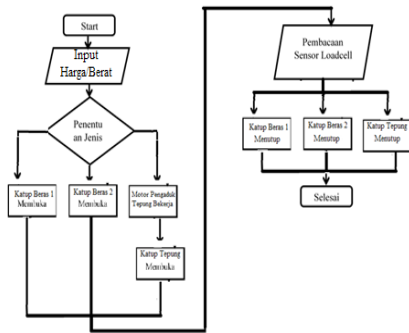 Start
Input
Harga/Berat
Penentu
an Jenis
Katup Beras 1
Membuka
Katup Beras 2
Membuka
Motor Pengaduk
Tepung Bekerja
Katup Tepung
Membuka
Pembacaan
Sensor Loadcell
Katup Beras 1
Menutup
Katup Beras 2
Menutup
Katup Tepung
Menutup
Selesai